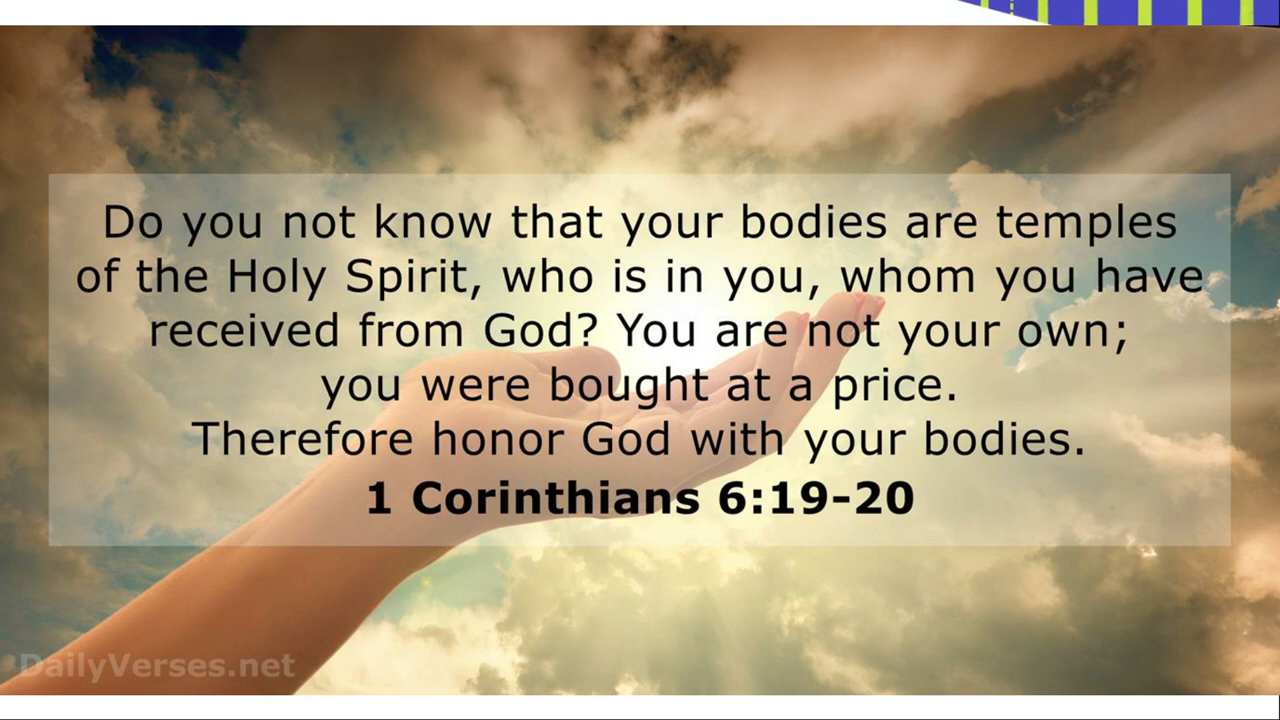 Do you not know that your bodies are temples
of the Holy Spirit, who is in you, whom you have
received from God? You are not your own;
you were bought at a price.
Therefore honor God with your bodies.
1 Corinthians 6:19-20
DailyVerses.net